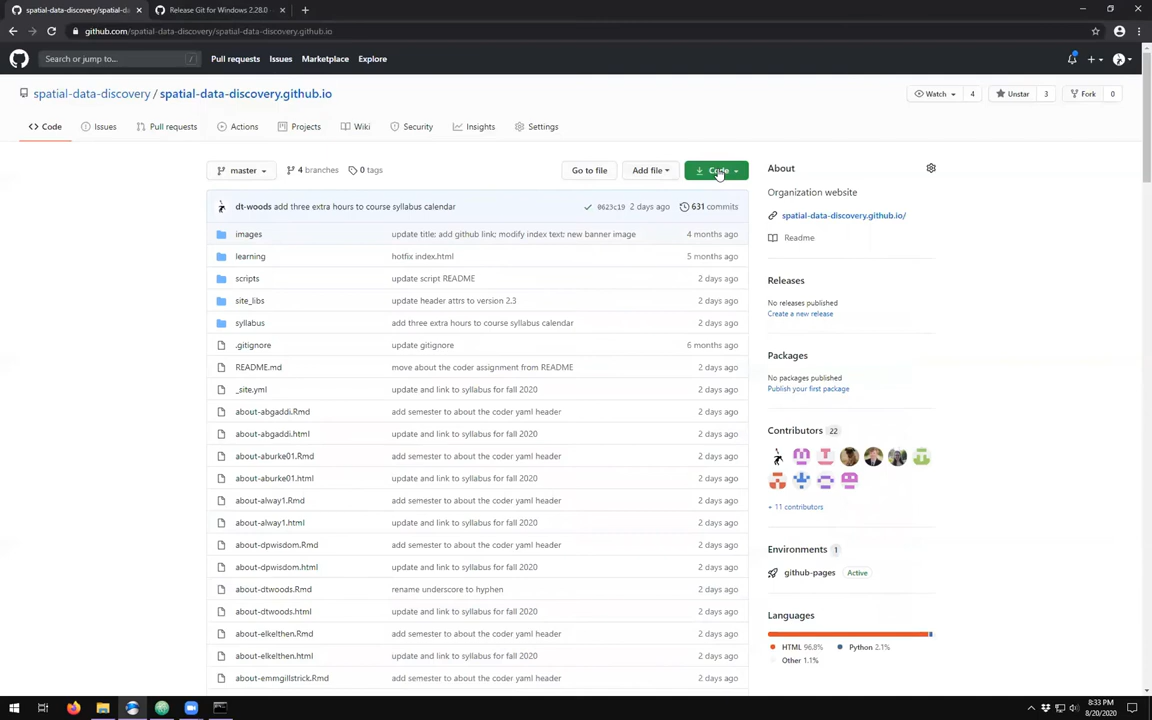 spatial-data-discovery/spatial-da
Release Git for Windows 2.28.0
github.com/spatial-data-discovery/spatial-data-discovery.github.io
Search or jump to... /
Pull requests Issues Marketplace Explore
spatial-data-discovery / spatial-data-discovery.github.io
Watch 4 Unstar 3 Fork 0
Code Issues Pull requests Actions Projects Wiki Security Insights Settings
master 4 branches 0 tags Go to file Add file Code
dt-woods add three extra hours to course syllabus calendar 0623c19 2 days ago 631 commits
images update title; add github link; modify index text; new banner image 4 months ago
learning hotfix index.html 5 months ago
scripts update script README 2 days ago
site_libs update header attrs to version 2.3 2 days ago
syllabus add three extra hours to course syllabus calendar 2 days ago
.gitignore update gitignore 6 months ago
README.md move about the coder assignment from README 2 days ago
_site.yml update and link to syllabus for fall 2020 2 days ago
about-abgaddi.Rmd add semester to about the coder yaml header 2 days ago
about-abgaddi.html update and link to syllabus for fall 2020 2 days ago
about-aburke01.Rmd add semester to about the coder yaml header 2 days ago
about-aburke01.html update and link to syllabus for fall 2020 2 days ago
about-alway1.Rmd add semester to about the coder yaml header 2 days ago
about-alway1.html update and link to syllabus for fall 2020 2 days ago
about-dpwisdom.Rmd add semester to about the coder yaml header 2 days ago
about-dpwisdom.html update and link to syllabus for fall 2020 2 days ago
about-dtwoods.Rmd rename underscore to hyphen 2 days ago
about-dtwoods.html update and link to syllabus for fall 2020 2 days ago
about-elkelthen.Rmd add semester to about the coder yaml header 2 days ago
about-elkelthen.html update and link to syllabus for fall 2020 2 days ago
about-emmgillstrick.Rmd add semester to about the coder yaml header 2 days ago
About
Organization website
spatial-data-discovery.github.io/
Readme
Releases
No releases published
Create a new release
Packages
No packages published
Publish your first package
Contributors 22
+ 11 contributors
Environments 1
github-pages Active
Languages
HTML 96.8% Python 2.1%
Other 1.1%
8:33 PM
8/20/2020